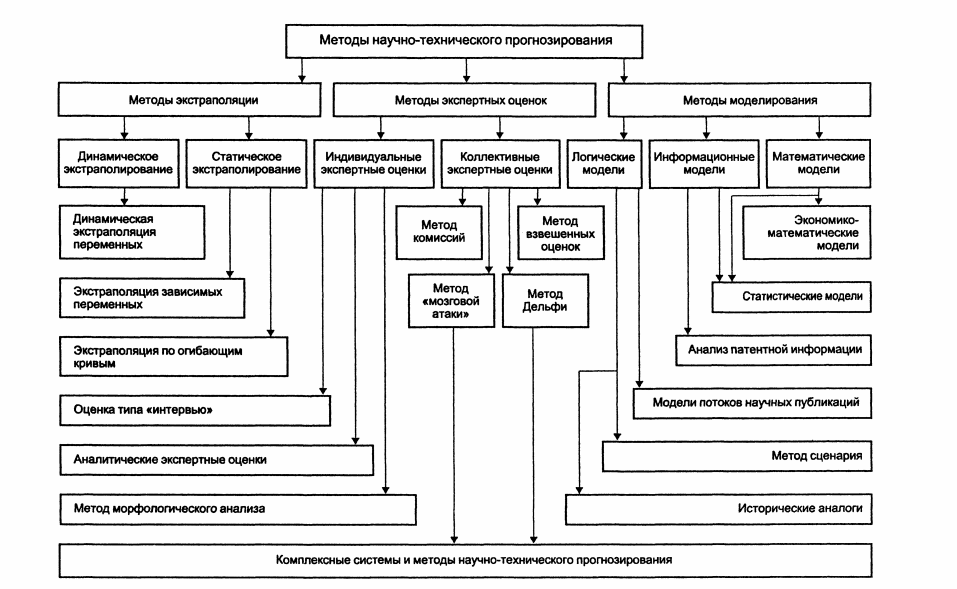 Методы научно-технического прогнозирования
Методы экстраполяции
Методы экспертных оценок
Методы моделирования
Динамическое
экстраполирование
Статическое
экстраполирование
Индивидуальные
экспертные оценки
Коллективные
экспертные оценки
Логические
модели
Информационные
модели
Математические
модели
Динамическая
экстраполяция
переменных
Метод
комиссий
Метод
взвешенных
оценок
Экономико-
математические
модели
Экстраполяция зависимых
переменных
Метод
«мозговой
атаки»
Метод
Дельфи
Статистические модели
Экстраполяция по огибающим
кривым
Анализ патентной информации
Оценка типа «интервью»
Модели потоков научных публикаций
Аналитические экспертные оценки
Метод сценария
Метод морфологического анализа
Исторические аналоги
Комплексные системы и методы научно-технического прогнозирования